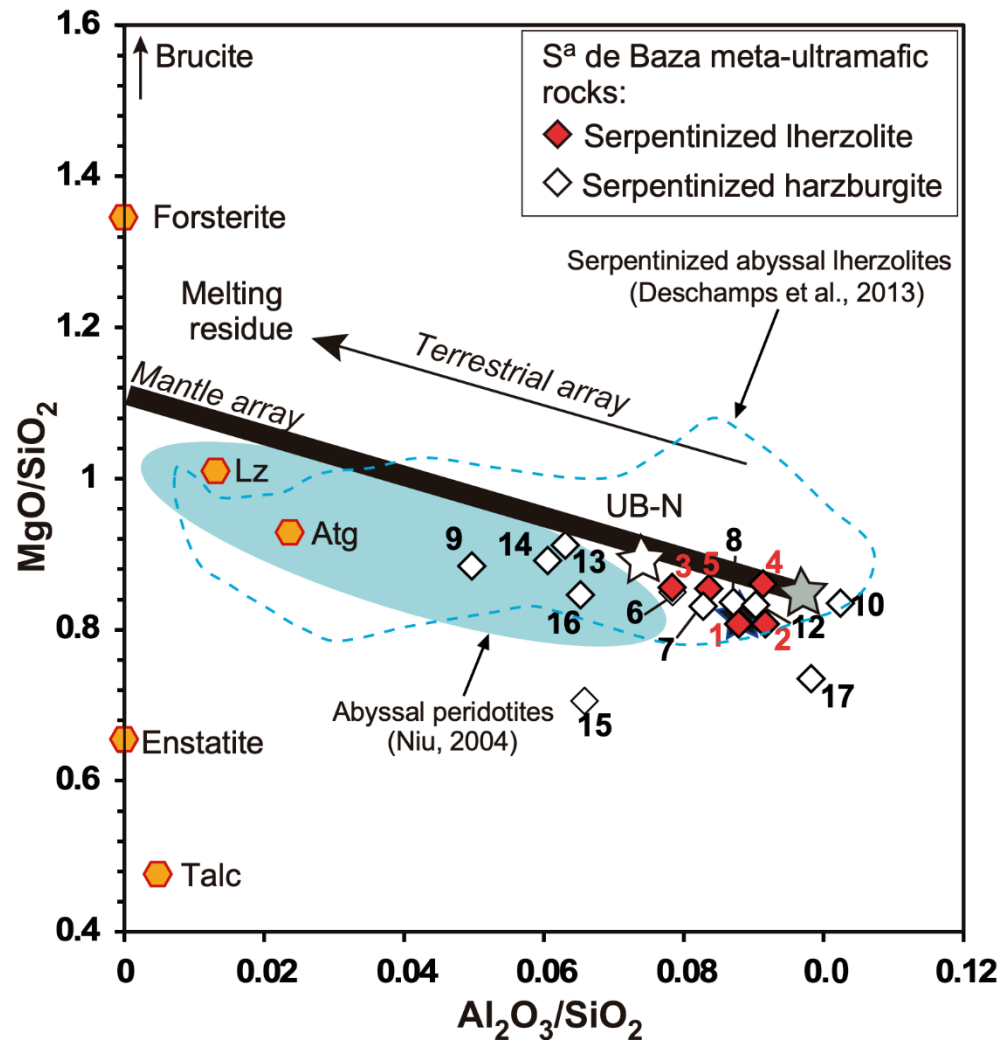 1.6
1.4
1.2
1
0.8
0.6
0.4
0
0.02
0.04
0.06
0.08
0.0
0.12
MgO/SiO₂
Al₂O₃/SiO₂
Brucite
Sª de Baza meta-ultramafic
rocks:
Serpentinized lherzolite
Serpentinized harzburgite
Forsterite
Serpentinized abyssal lherzolites
(Deschamps et al., 2013)
Melting
residue
Terrestrial array
Mantle array
Lz
Atg
UB-N
9
14
13
16
6
3
5
8
4
7
1
2
12
10
17
15
Abyssal peridotites
(Niu, 2004)
Enstatite
Talc